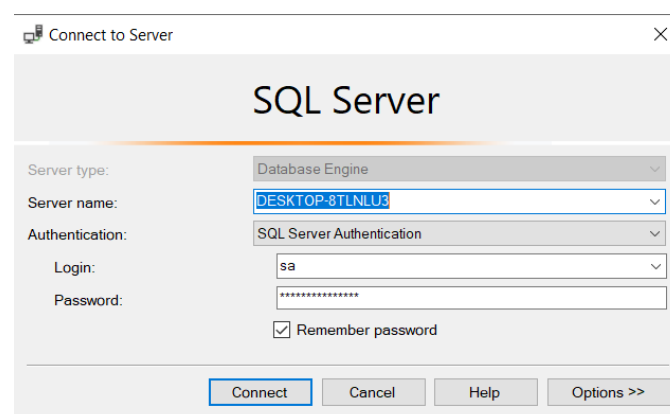 Connect to Server
SQL Server
Server type: Database Engine
Server name: DESKTOP-8TLNLU3
Authentication: SQL Server Authentication
Login: sa
Password: ***************
Remember password
Connect Cancel Help Options >>